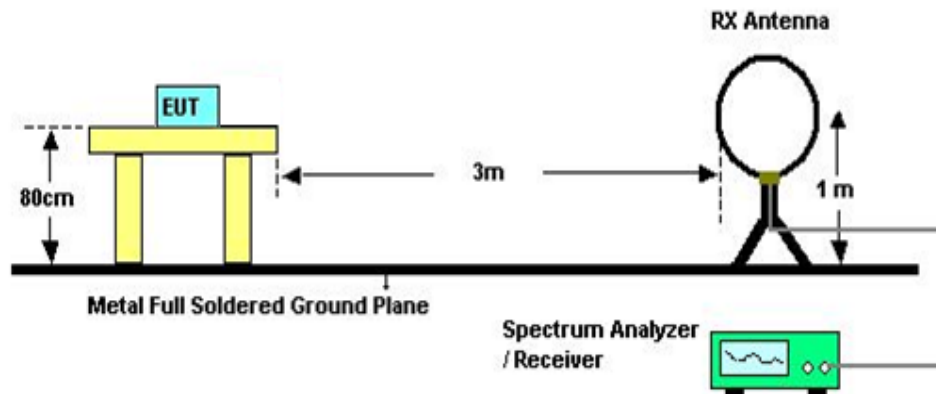 RX Antenna
EUT
3m
80cm
1 m
Metal Full Soldered Ground Plane
Spectrum Analyzer
/ Receiver